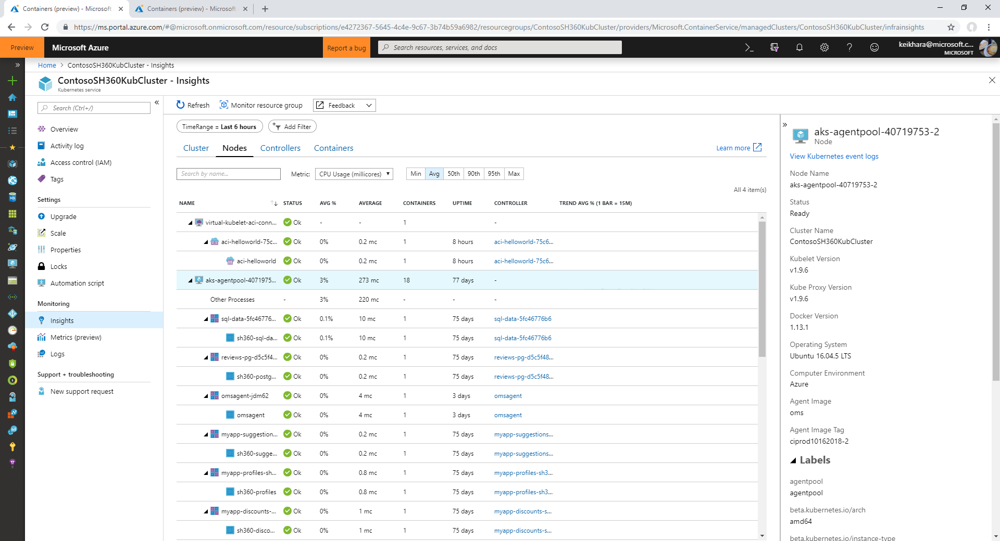 Containers (preview) - Microsoft
Containers (preview) - Microsoft
https://ms.portal.azure.com/#@microsoft.onmicrosoft.com/resource/subscriptions/e4272367-5645-4c4e-9c67-3b74b59a6982/resourcegroups/ContosoSH360KubCluster/providers/Microsoft.ContainerService/managedClusters/ContosoSH360KubCluster/infrainsights
Preview
Microsoft Azure
Report a bug
Search resources, services, and docs
keikhara@microsoft.c...
MICROSOFT
Home > ContosoSH360KubCluster - Insights
ContosoSH360KubCluster - Insights
Kubernetes service
Search (Ctrl+/)
Overview
Activity log
Access control (IAM)
Tags
Settings
Upgrade
Scale
Properties
Locks
Automation script
Monitoring
Insights
Metrics (preview)
Logs
Support + troubleshooting
New support request
Refresh
Monitor resource group
Feedback
TimeRange = Last 6 hours
Add Filter
Cluster
Nodes
Controllers
Containers
Learn more
Search by name...
Metric:
CPU Usage (millicores)
Min
Avg
50th
90th
95th
Max
All 4 item(s)
NAME STATUS AVG % AVERAGE CONTAINERS UPTIME CONTROLLER TREND AVG % (1 BAR = 15M)
virtual-kubelet-aci-conn... Ok - - 1 -
aci-helloworld-75c... Ok 0% 0.2 mc 1 8 hours aci-helloworld-75c6...
aci-helloworld Ok 0% 0.2 mc 1 8 hours aci-helloworld-75c6...
aks-agentpool-4071975... Ok 3% 273 mc 18 77 days -
Other Processes - 3% 220 mc - - -
sql-data-5fc46776... Ok 0.1% 10 mc 1 75 days sql-data-5fc46776b6
sh360-sql-da... Ok 0.1% 10 mc 1 75 days sql-data-5fc46776b6
reviews-pg-d5c5f4... Ok 0% 0.2 mc 1 75 days reviews-pg-d5c5f48...
sh360-postg... Ok 0% 0.2 mc 1 75 days reviews-pg-d5c5f48...
omsagent-jdm62 Ok 0% 4 mc 1 3 days omsagent
omsagent Ok 0% 4 mc 1 3 days omsagent
myapp-suggestion... Ok 0% 0.2 mc 1 75 days myapp-suggestions...
sh360-sugge... Ok 0% 0.2 mc 1 75 days myapp-suggestions...
myapp-profiles-sh... Ok 0% 0.8 mc 1 75 days myapp-profiles-sh3...
sh360-profiles Ok 0% 0.8 mc 1 75 days myapp-profiles-sh3...
myapp-discounts-... Ok 0% 1 mc 1 75 days myapp-discounts-s...
sh360-disco... Ok 0% 1 mc 1 75 days myapp-discounts-s...
aks-agentpool-40719753-2
Node
View Kubernetes event logs
Node Name
aks-agentpool-40719753-2
Status
Ready
Cluster Name
ContosoSH360KubCluster
Kubelet Version
v1.9.6
Kube Proxy Version
v1.9.6
Docker Version
1.13.1
Operating System
Ubuntu 16.04.5 LTS
Computer Environment
Azure
Agent Image
oms
Agent Image Tag
ciprod10162018-2
Labels
agentpool
agentpool
beta.kubernetes.io/arch
amd64
beta.kubernetes.io/instance-type